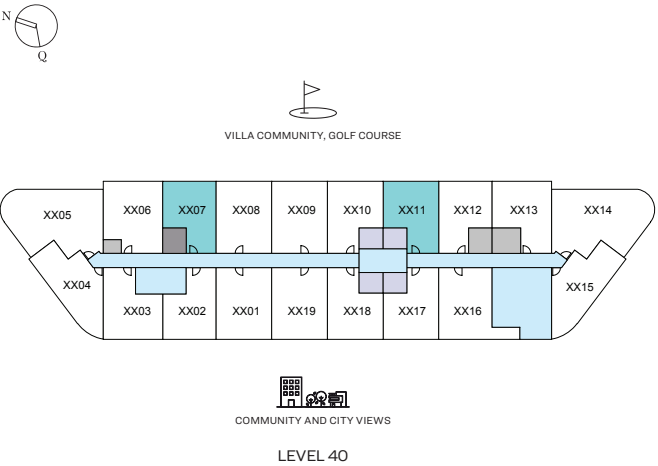 N
Q
VILLA COMMUNITY, GOLF COURSE
XX05
XX06
XX07
XX08
XX09
XX10
XX11
XX12
XX13
XX14
XX04
XX15
XX03
XX02
XX01
XX19
XX18
XX17
XX16
COMMUNITY AND CITY VIEWS
LEVEL 40